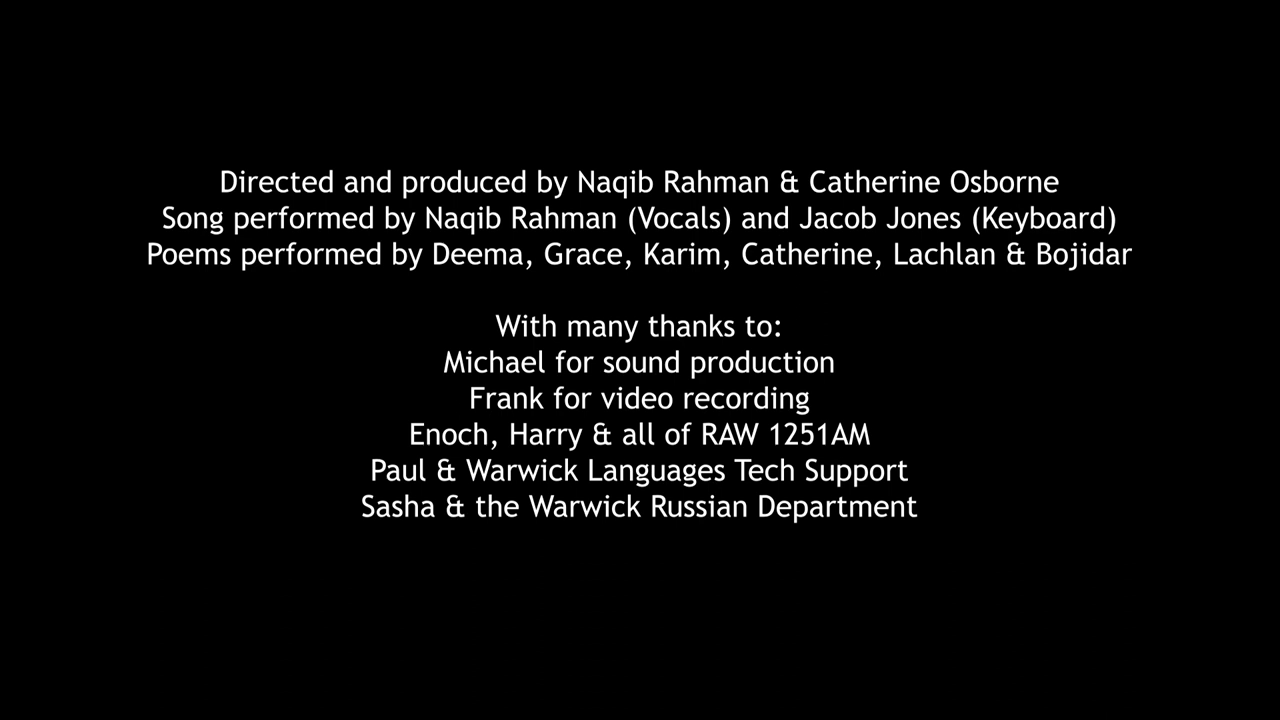 Directed and produced by Naqib Rahman & Catherine Osborne
Song performed by Naqib Rahman (Vocals) and Jacob Jones (Keyboard)
Poems performed by Deema, Grace, Karim, Catherine, Lachlan & Bojidar
With many thanks to:
Michael for sound production
Frank for video recording
Enoch, Harry & all of RAW 1251AM
Paul & Warwick Languages Tech Support
Sasha & the Warwick Russian Department